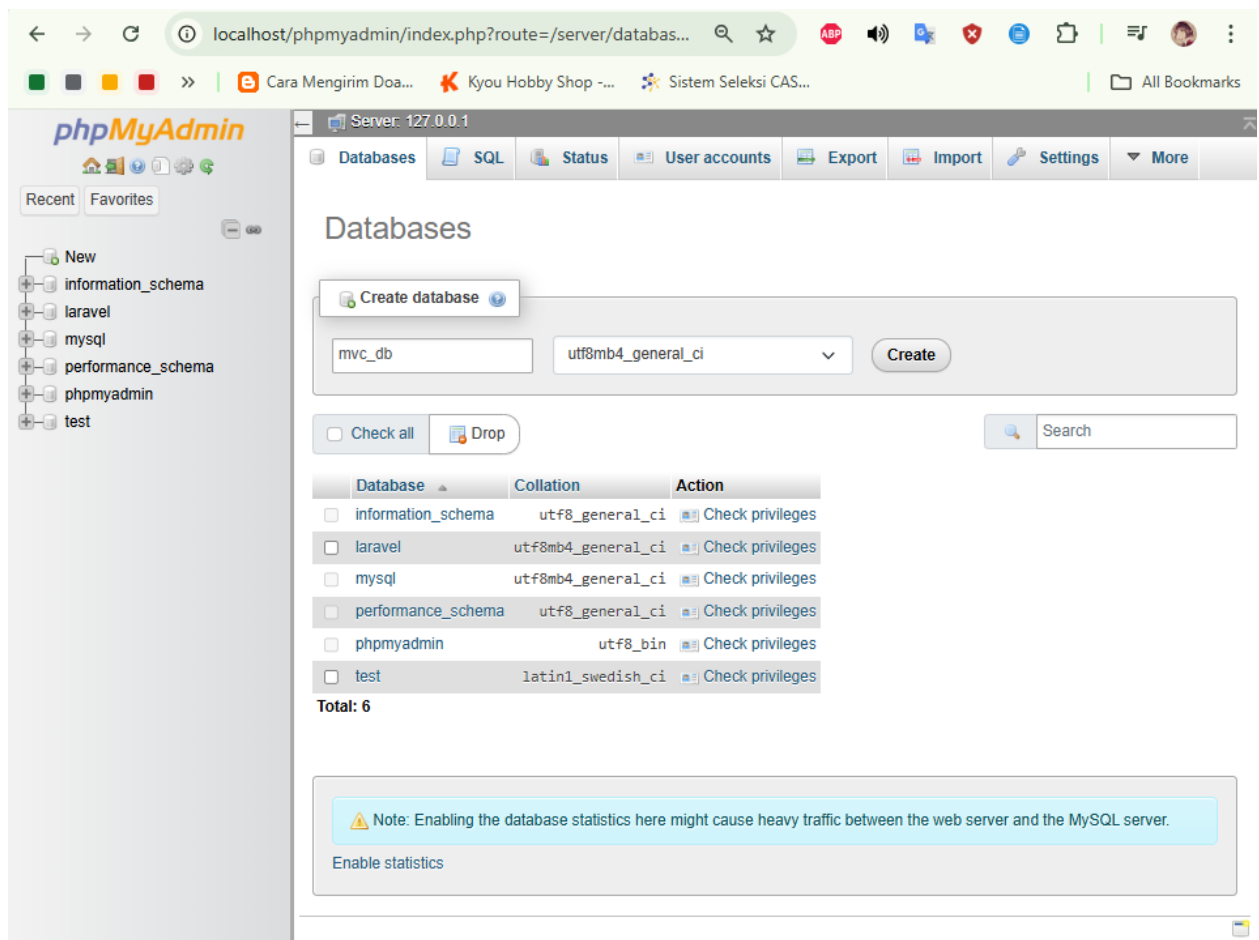 localhost/phpmyadmin/index.php?route=/server/databas...
ABP
Cara Mengirim Doa...
Kyou Hobby Shop -...
Sistem Seleksi CAS...
All Bookmarks
phpMyAdmin
Recent
Favorites
New
information_schema
laravel
mysql
performance_schema
phpmyadmin
test
Server: 127.0.0.1
Databases
SQL
Status
User accounts
Export
Import
Settings
More
Databases
Create database
mvc_db
utf8mb4_general_ci
Create
Check all
Drop
Search
Database Collation Action
information_schema utf8_general_ci Check privileges
laravel utf8mb4_general_ci Check privileges
mysql utf8mb4_general_ci Check privileges
performance_schema utf8_general_ci Check privileges
phpmyadmin utf8_bin Check privileges
test latin1_swedish_ci Check privileges
Total: 6
Note: Enabling the database statistics here might cause heavy traffic between the web server and the MySQL server.
Enable statistics